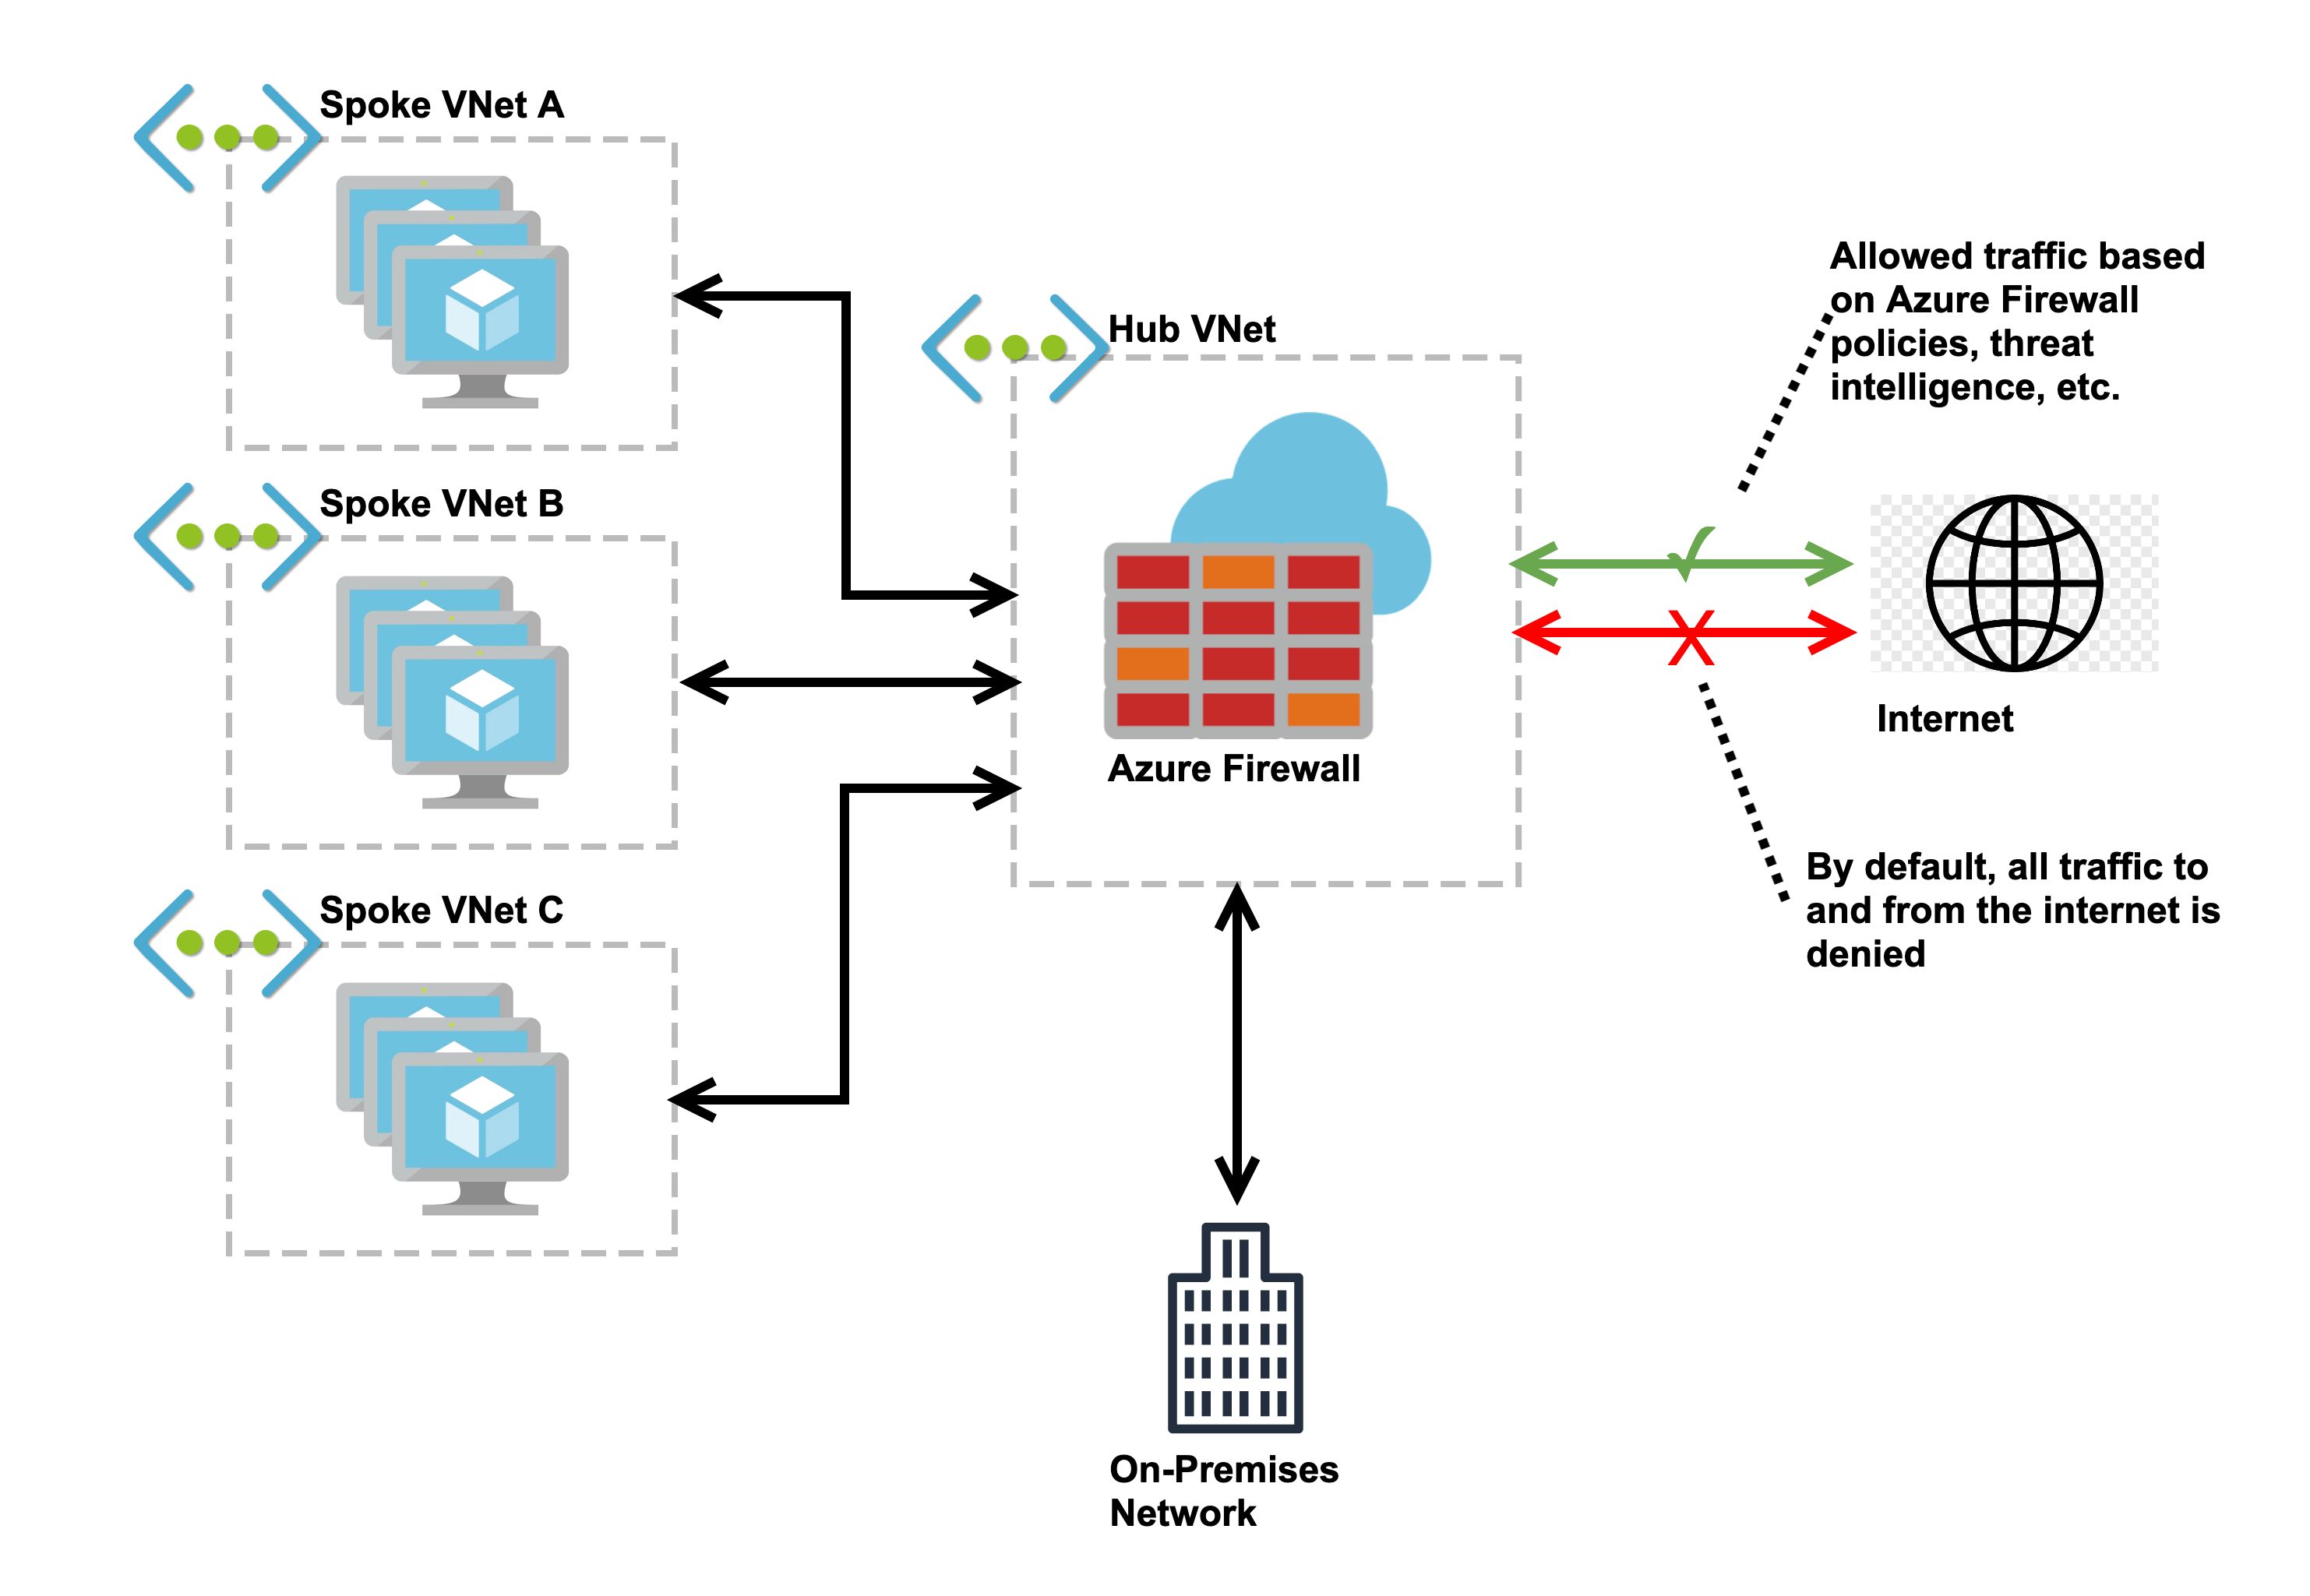 Spoke VNet A
Spoke VNet B
Spoke VNet C
Hub VNet
Azure Firewall
On-Premises
Network
Allowed traffic based
on Azure Firewall
policies, threat
intelligence, etc.
X
Internet
By default, all traffic to
and from the internet is
denied